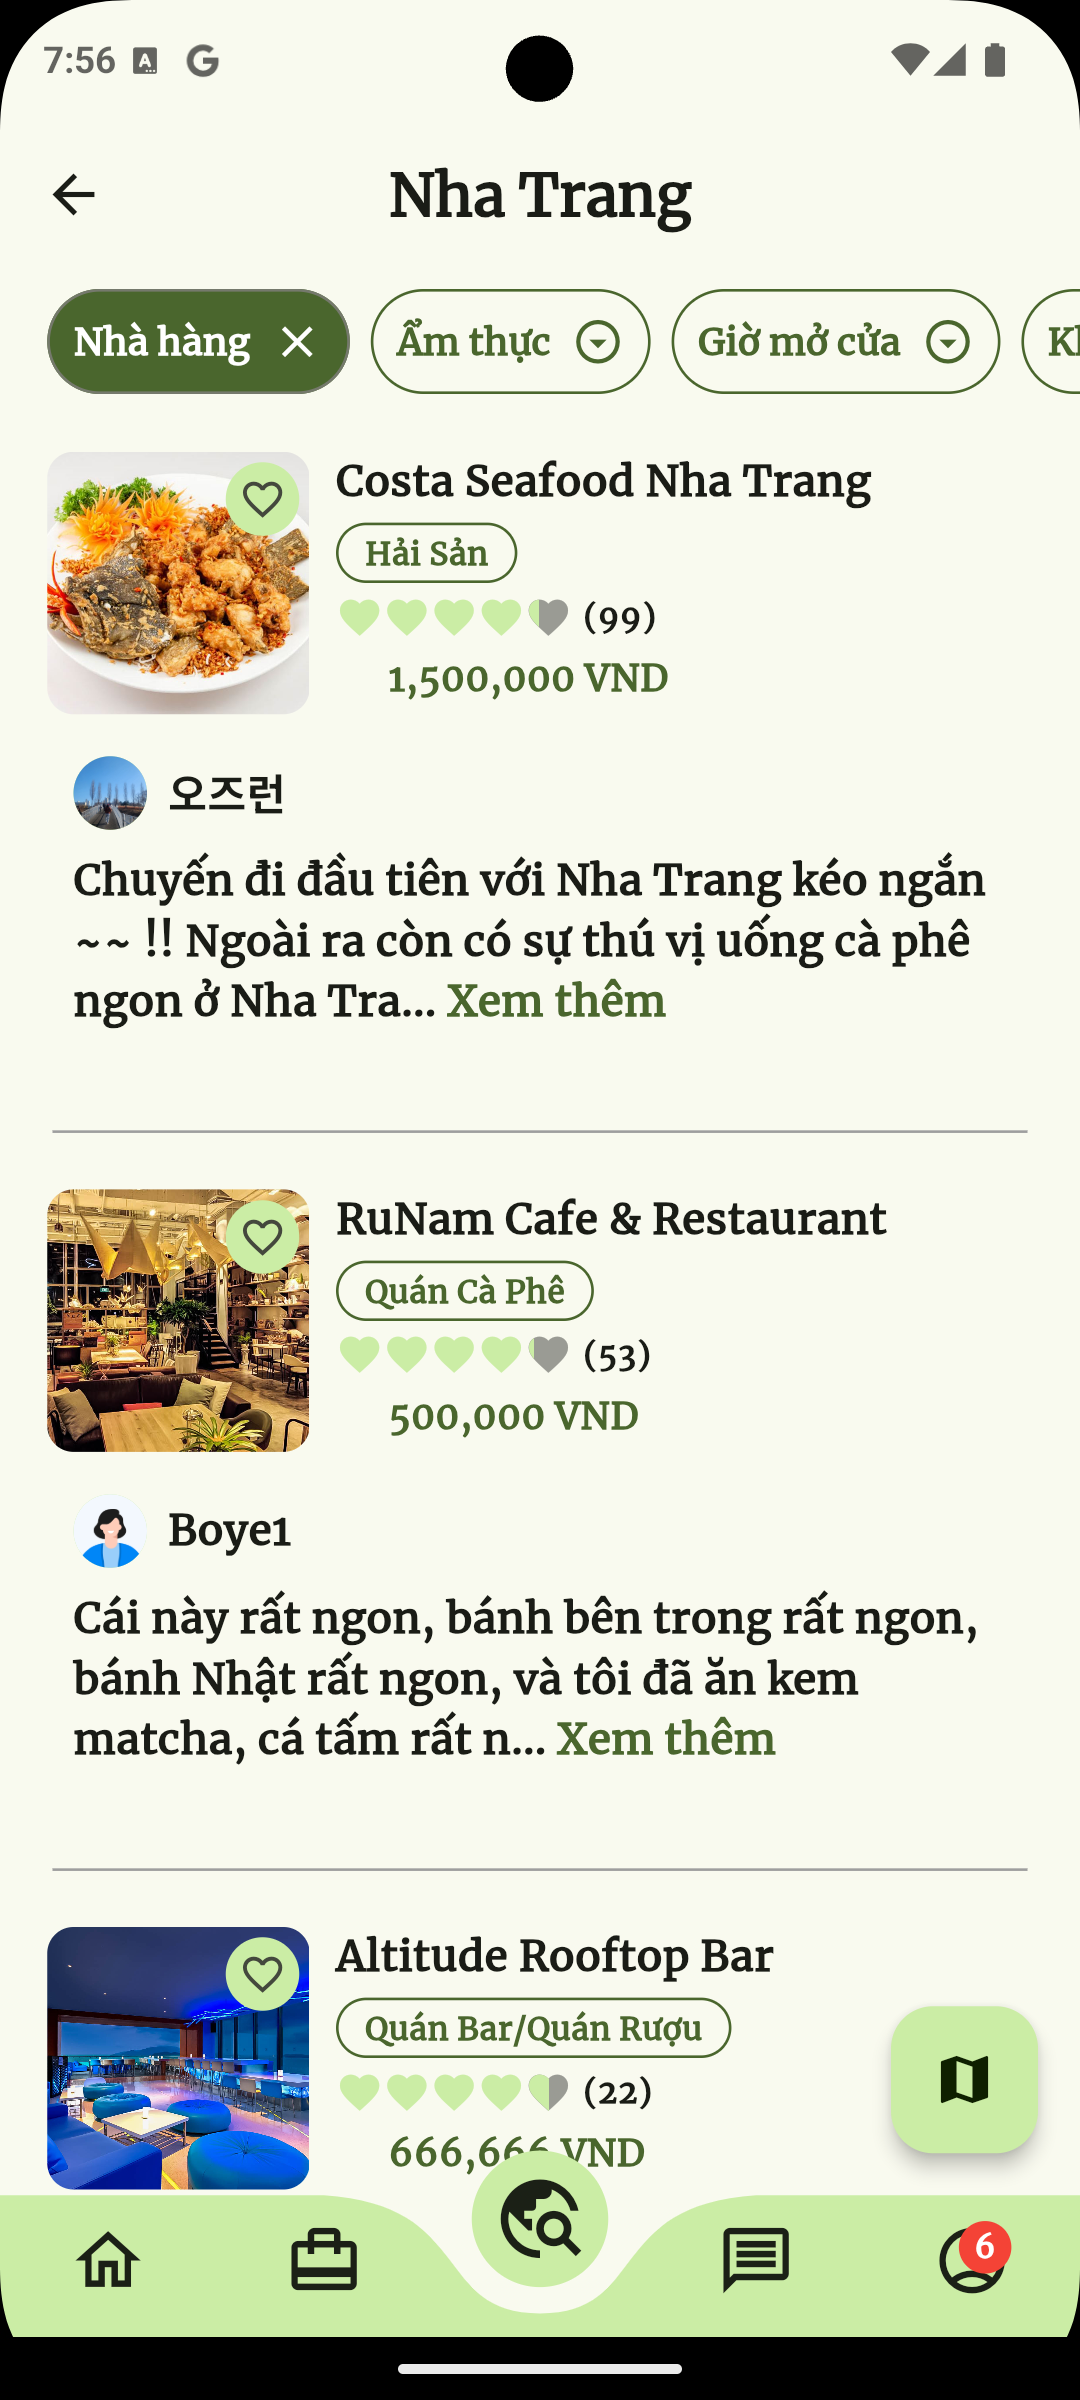 7:56
Nha Trang
Nhà hàng
Ẩm thực
Giờ mở cửa
Costa Seafood Nha Trang
Hải Sản
(99)
1,500,000 VND
오즈런
Chuyến đi đầu tiên với Nha Trang kéo ngắn
~~ !! Ngoài ra còn có sự thú vị uống cà phê
ngon ở Nha Tra... Xem thêm
RuNam Cafe & Restaurant
Quán Cà Phê
(53)
500,000 VND
Boye1
Cái này rất ngon, bánh bên trong rất ngon,
bánh Nhật rất ngon, và tôi đã ăn kem
matcha, cá tấm rất n... Xem thêm
Altitude Rooftop Bar
Quán Bar/Quán Rượu
(22)
666,666 VND
6